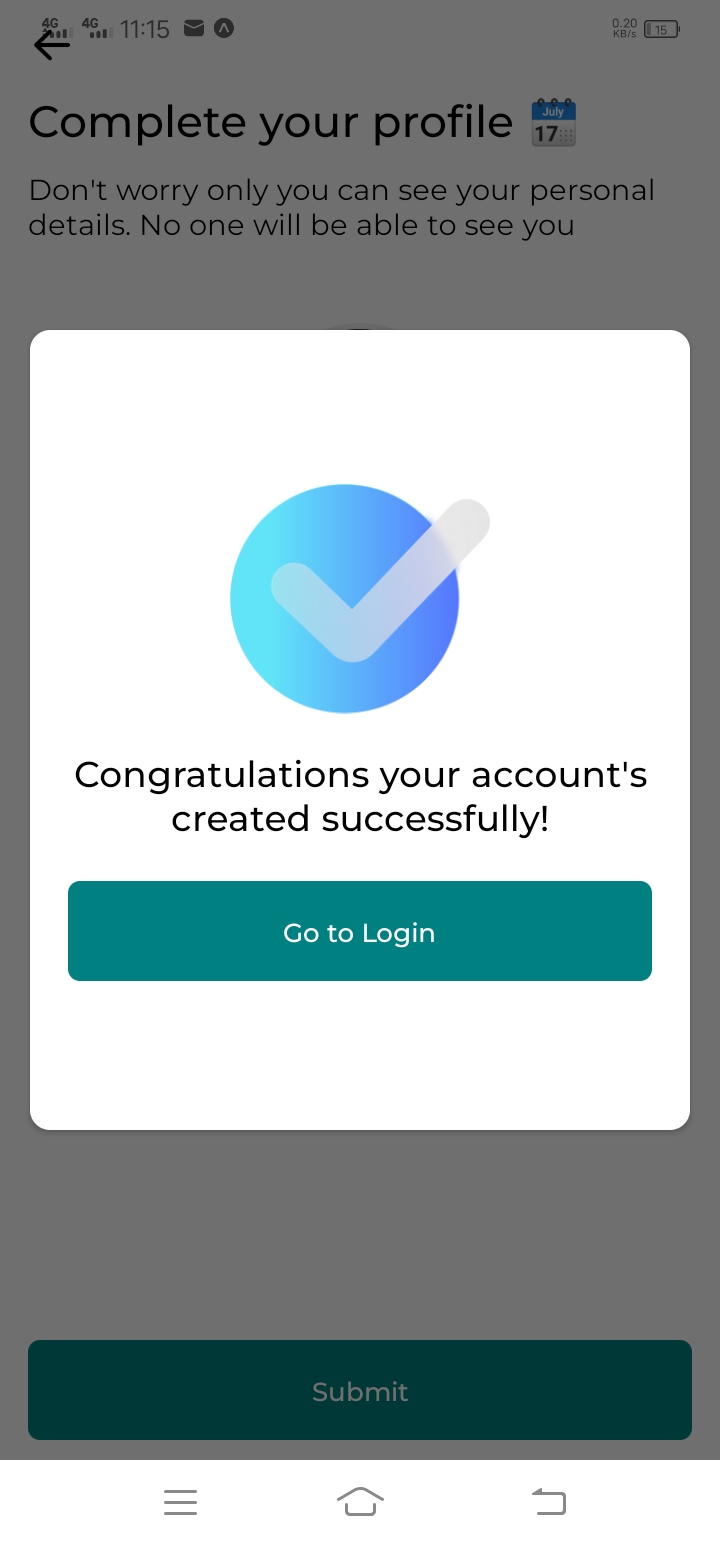 4G 4G 11:15 0.20 KB/s 15
Complete your profile 📅
July
17
Don't worry only you can see your personal
details. No one will be able to see you
Congratulations your account's
created successfully!
Go to Login
Submit